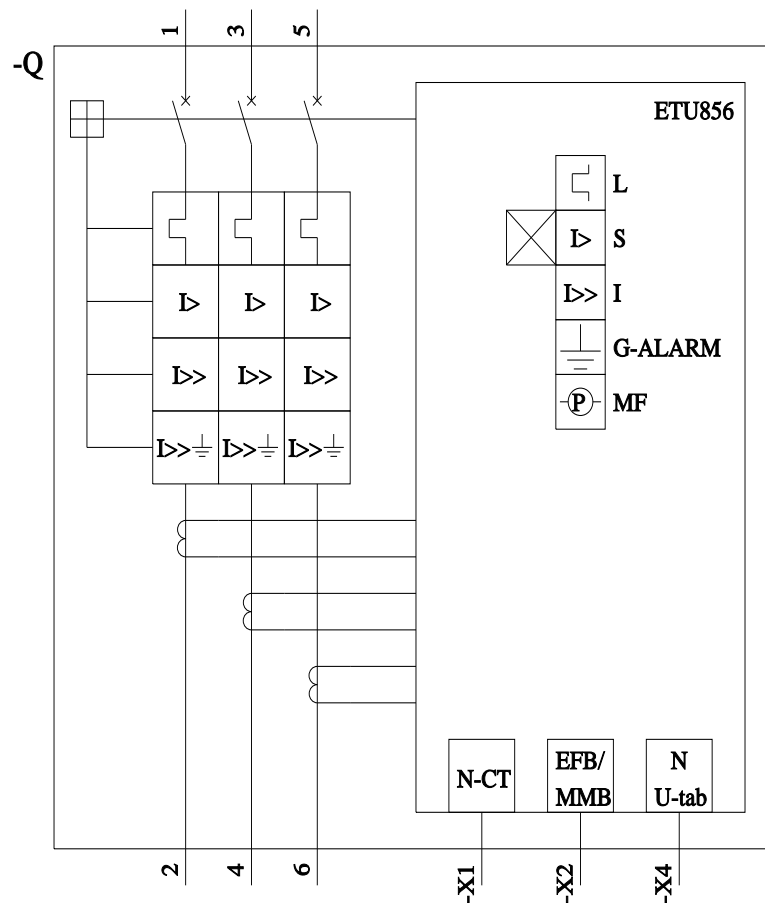 1 3 5
-Q
ETU856
L
I> I> I> I> S
I>> I>> I>> I>> I
G-ALARM
P MF
I>> I>> I>>
N-CT
EFB/
MMB
N
U-tab
2 4 6
-X1 -X2 -X4